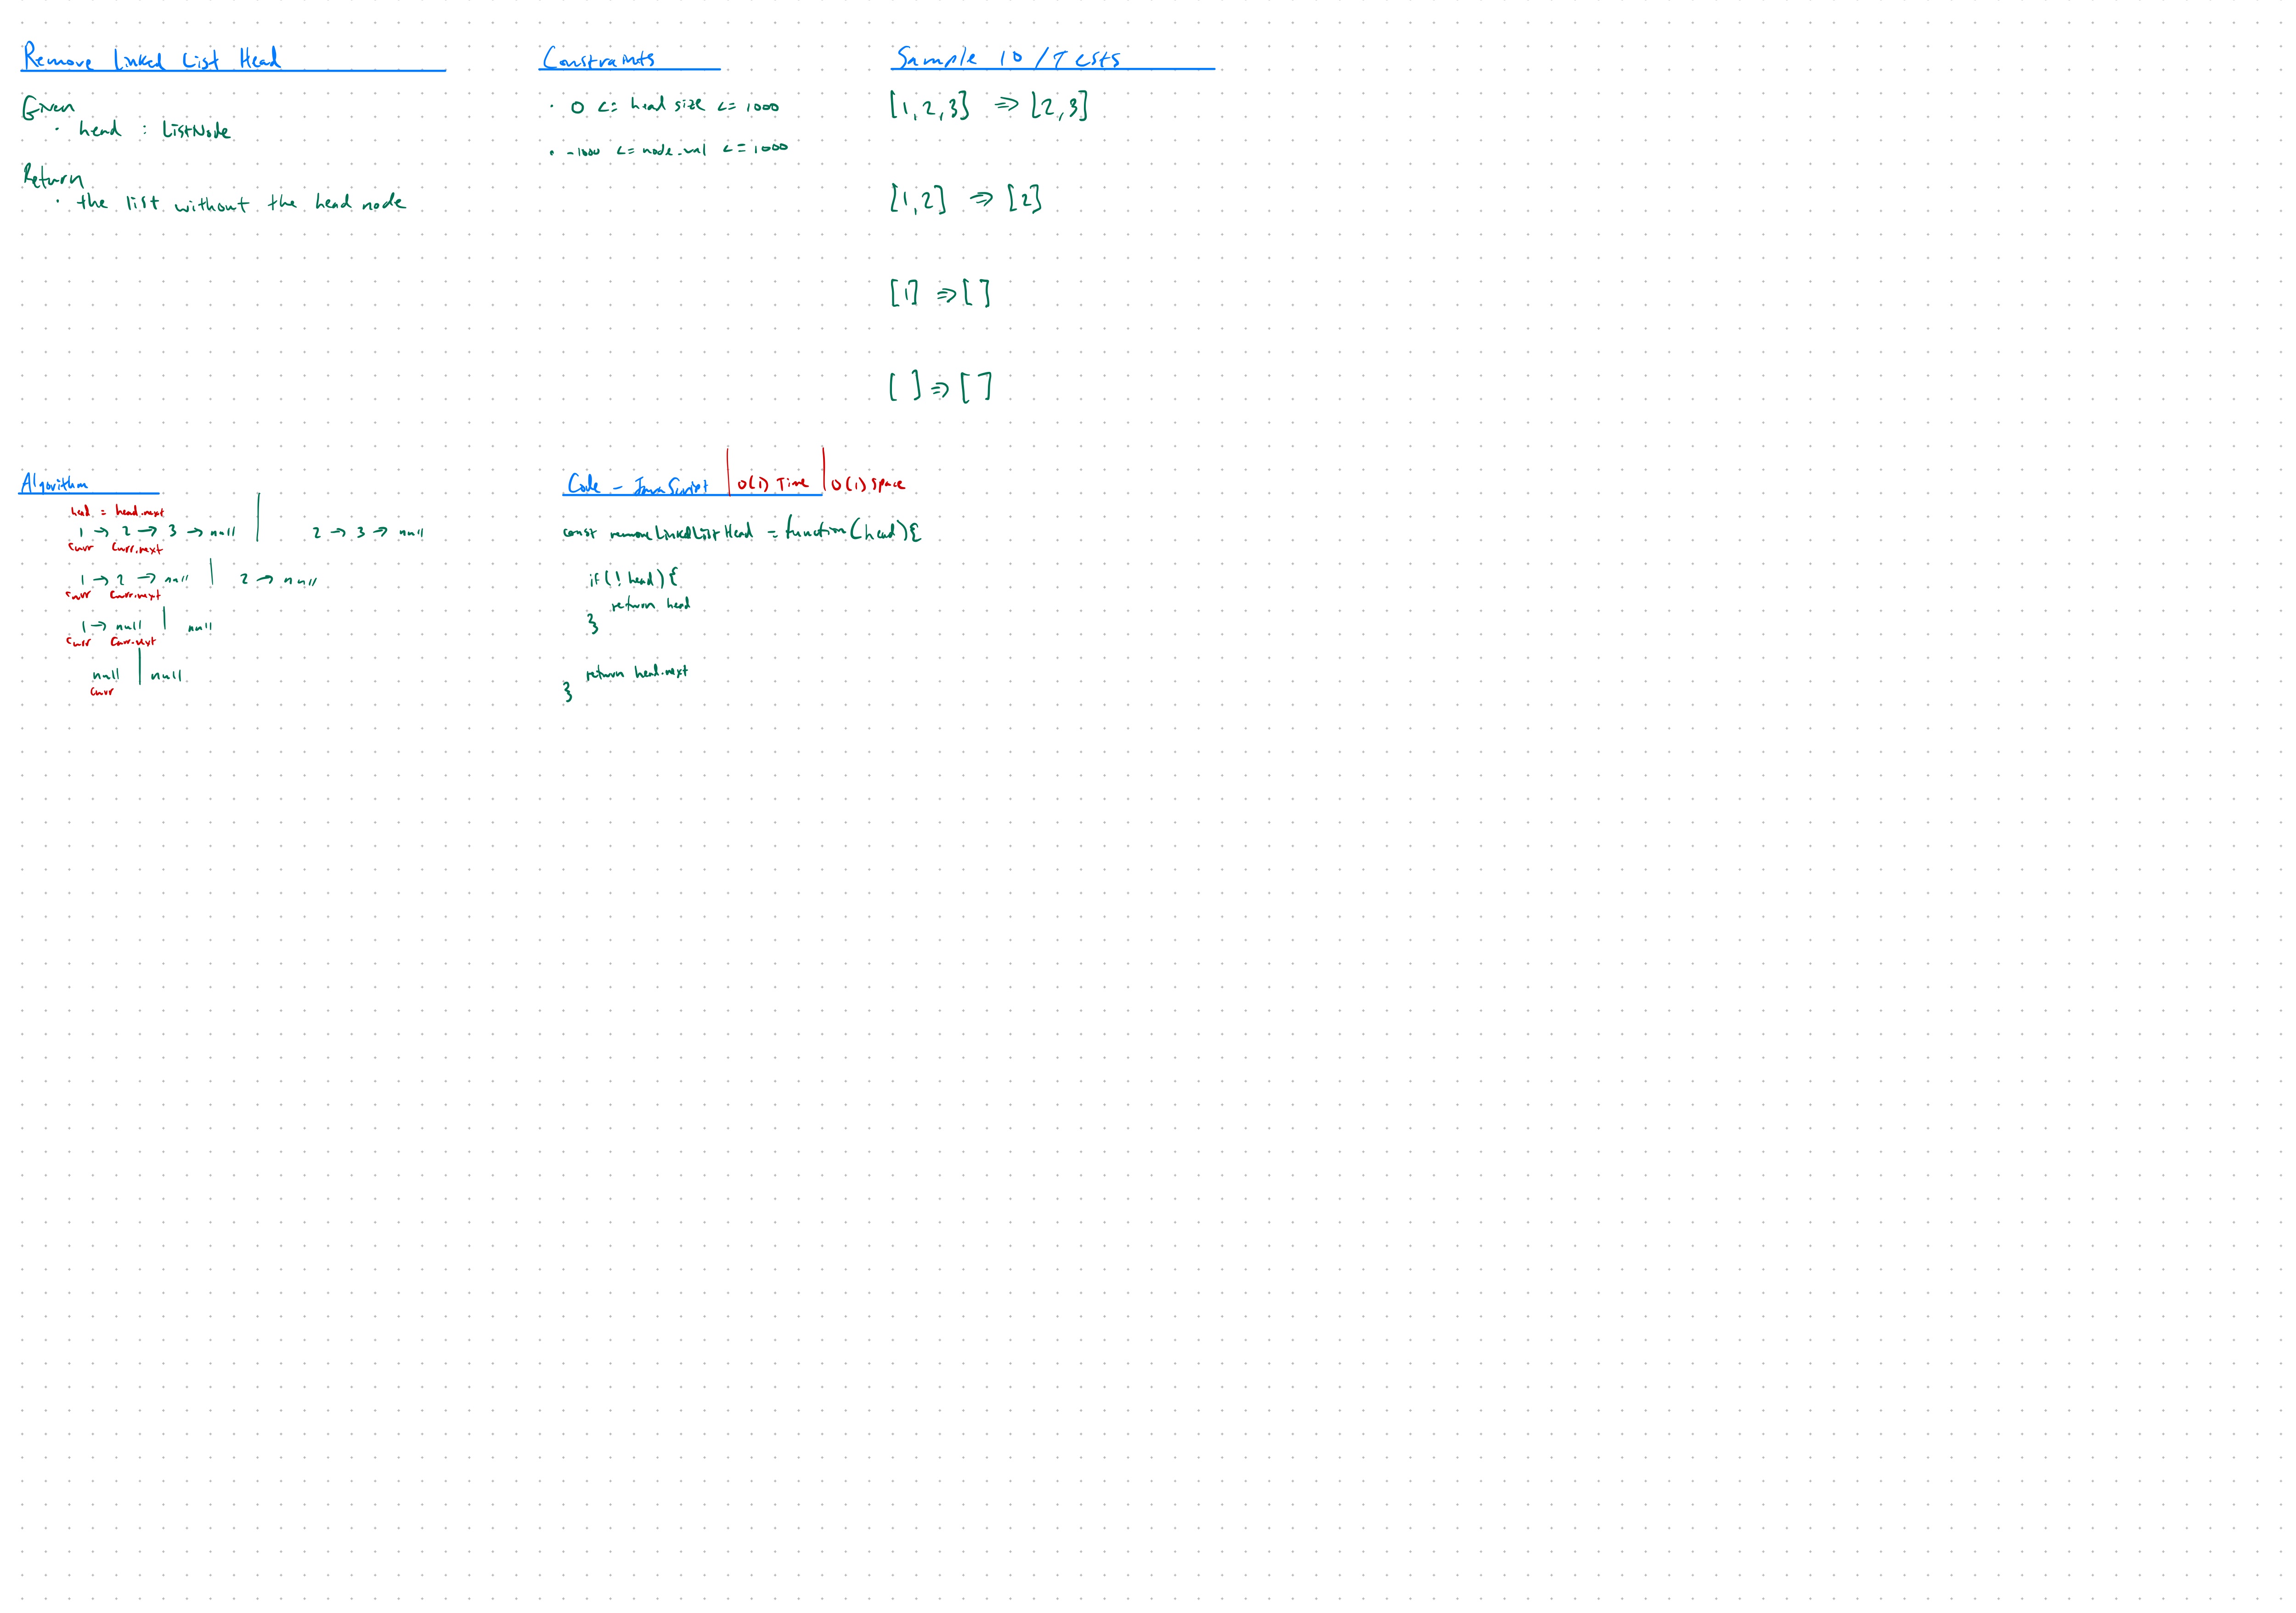 Remove Linked List Head
Given
· head : ListNode
Return
· the list without the head node
Constraints
· 0 <= head size <= 1000
· -1000 <= node.val <= 1000
Sample IO / Tests
[1, 2, 3] => [2, 3]
[1, 2] => [2]
[1] => [ ]
[ ] => [ ]
Algorithm
head = head.next
1 -> 2 -> 3 -> null | 2 -> 3 -> null
curr curr.next
1 -> 2 -> null | 2 -> null
curr curr.next
1 -> null | null
curr curr.next
null | null
curr
Code - JavaScript | O(1) Time | O(1) Space
const removeLinkedListHead = function(head){
if(!head){
return head
}
return head.next
}